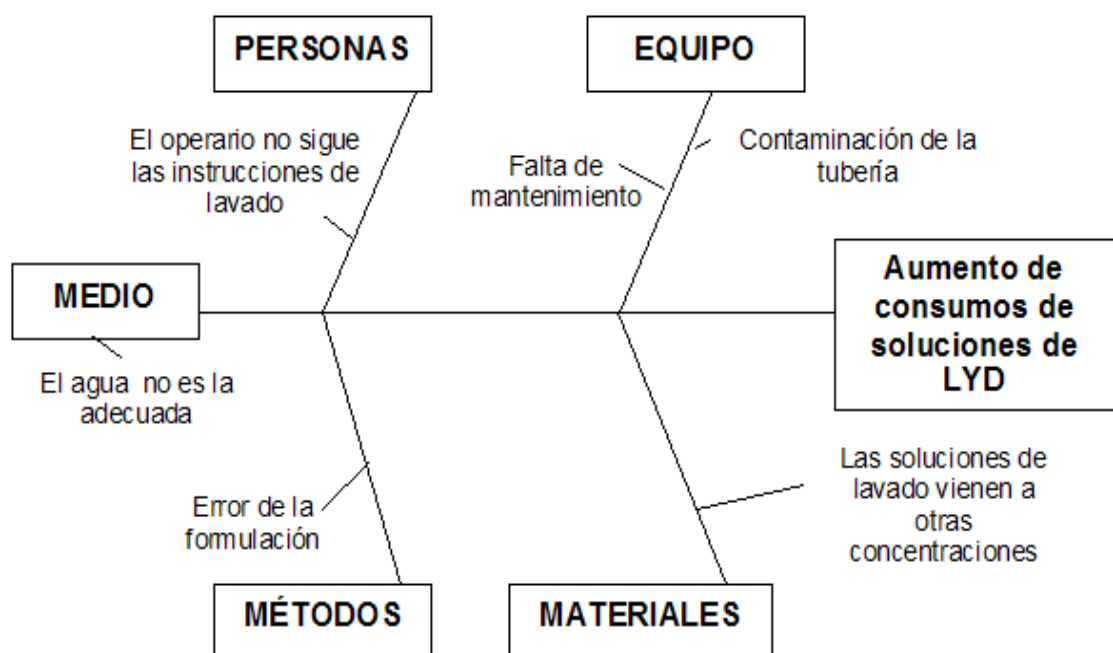 PERSONAS
EQUIPO
El operario no sigue
las instrucciones de
lavado
Falta de
mantenimiento
Contaminación de la
tubería
MEDIO
El agua no es la
adecuada
Aumento de
consumos de
soluciones de
LYD
Error de la
formulación
Las soluciones de
lavado vienen a
otras
concentraciones
MÉTODOS
MATERIALES